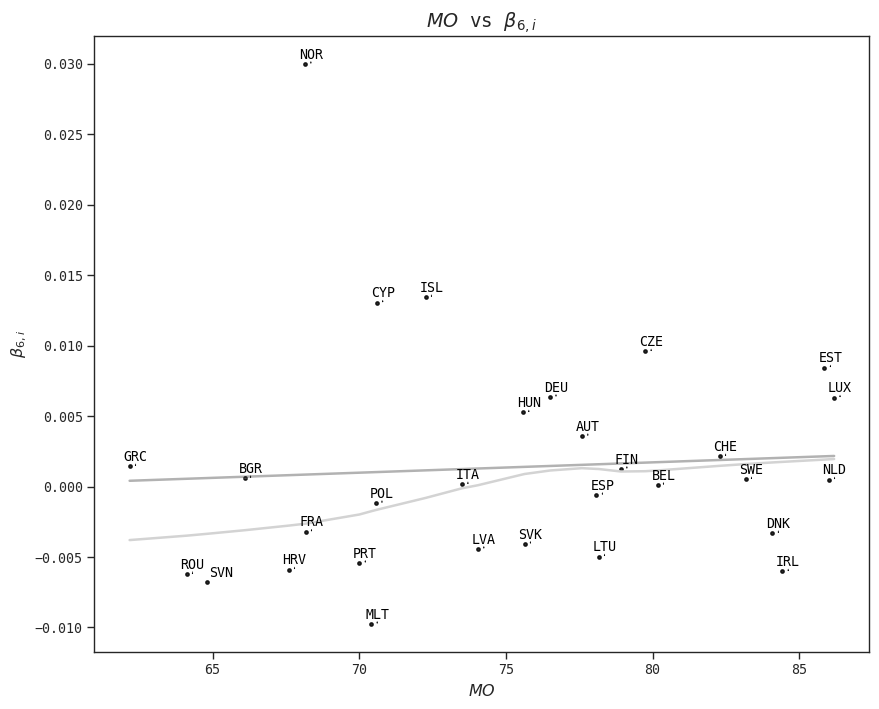 MO vs β6,i
NOR
0.030
0.025
0.020
0.015
CYP
ISL
0.010
CZE
EST
LUX
DEU
HUN
0.005
AUT
CHE
GRC
FIN
BGR
ITA
BEL
SWE
NLD
0.000
ESP
POL
FRA
DNK
SVK
LVA
−0.005
LTU
PRT
HRV
IRL
ROU
SVN
MLT
−0.010
β6,i
65
70
75
80
85
MO